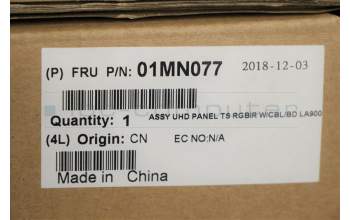 (P) FRU P/N: 01MN077 2018-12-03
Quantity: 1 ASSY UHD PANEL TS RGBIR W/CBL/BD LA900
(4L) Origin: CN EC NO:N/A
Made in China